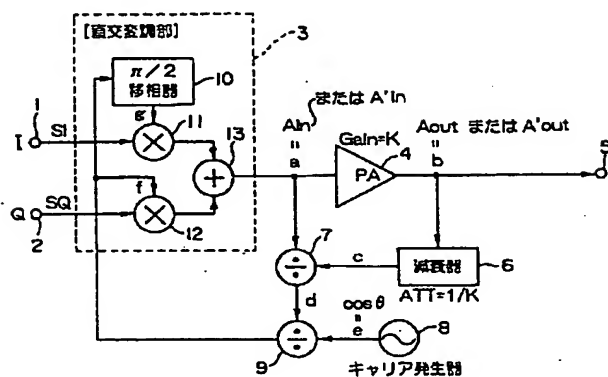 [直交変調部]
3
π/2
移相器
10
1
I
SI
g
11
13
f
Q
SQ
2
12
Ain または A'in
"
a
Gain=K
PA
4
Aout または A'out
"
b
5
7
c
減衰器
6
ATT=1/K
d
cosθ
"
e
8
9
キャリア発生器